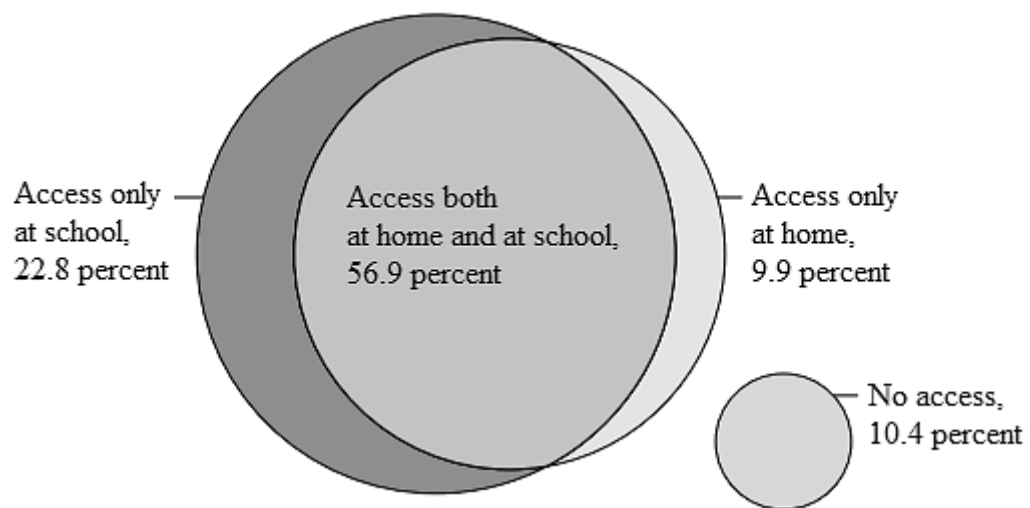 Access only
at school,
22.8 percent
Access both
at home and at school,
56.9 percent
Access only
at home,
9.9 percent
No access,
10.4 percent